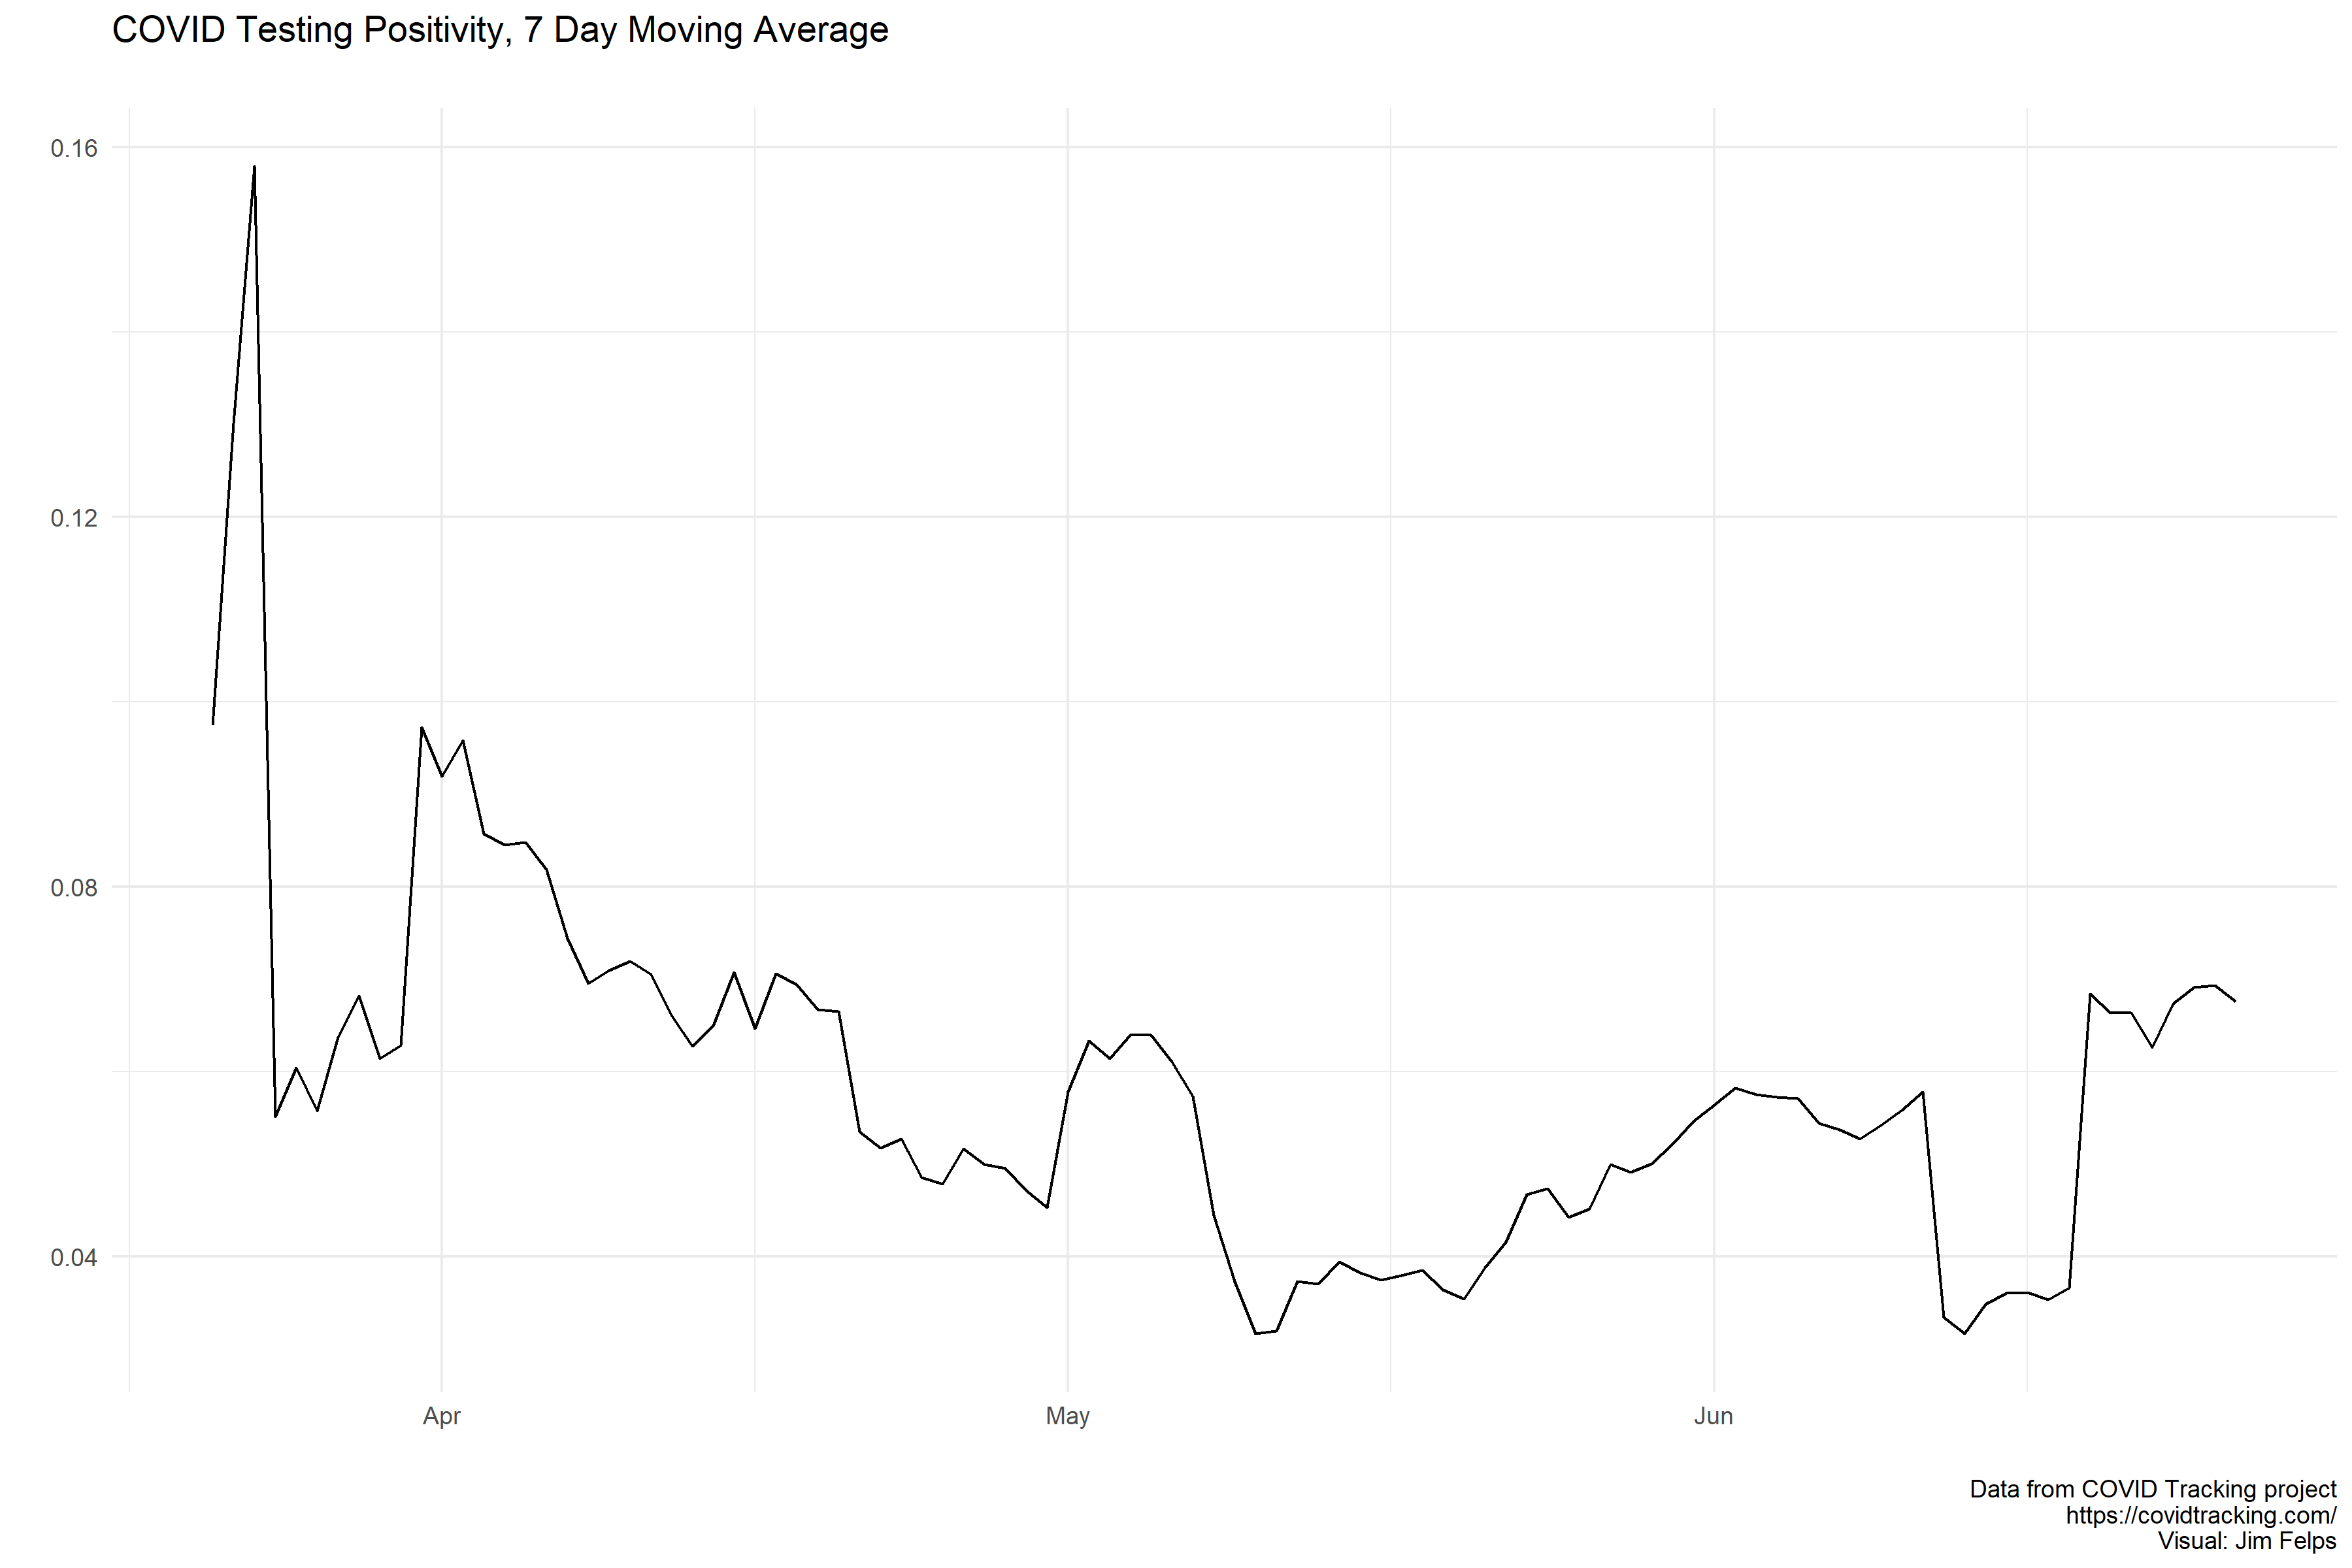 COVID Testing Positivity, 7 Day Moving Average
0.16
0.12
0.08
0.04
Apr
May
Jun
Data from COVID Tracking project
https://covidtracking.com/
Visual: Jim Felps